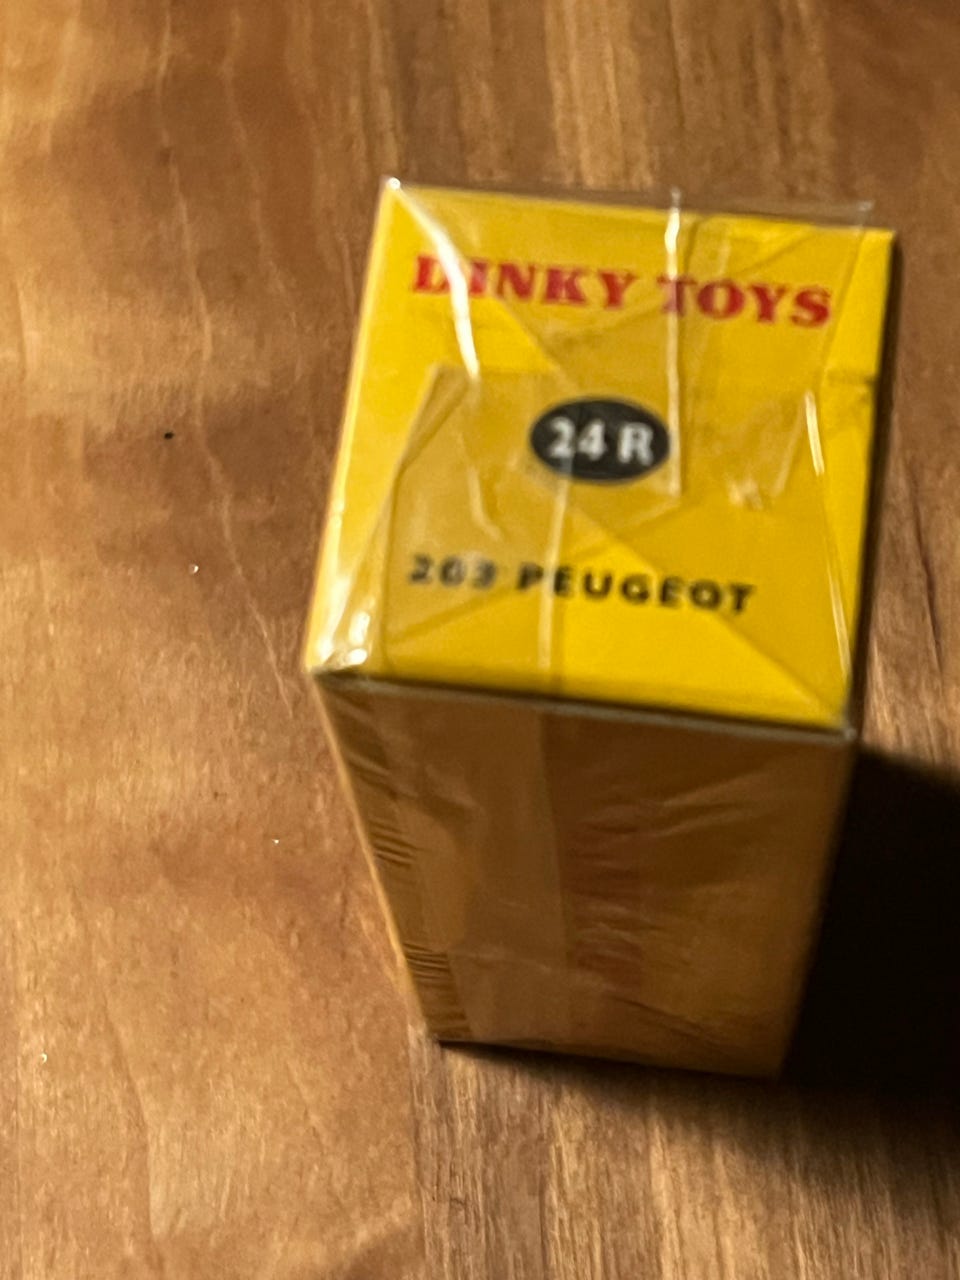 DINKY TOYS
24 R
203 PEUGEOT